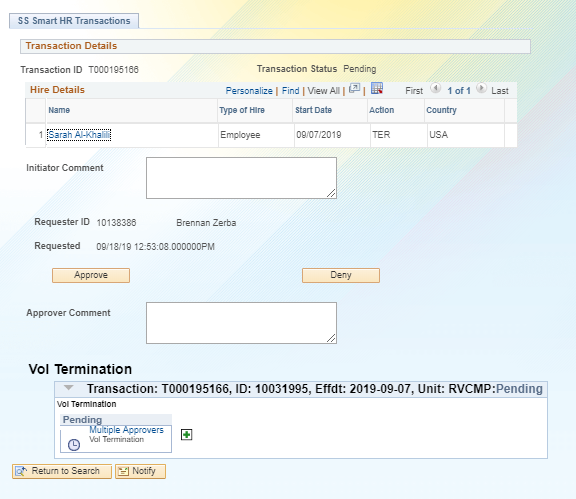 SS Smart HR Transactions
Transaction Details
Transaction ID T000195166 Transaction Status Pending
Hire Details Personalize | Find | View All | | First 1 of 1 Last
Name Type of Hire Start Date Action Country
1 Sarah Al-Khalili Employee 09/07/2019 TER USA
Initiator Comment
Requester ID 10138386 Brennan Zerba
Requested 09/18/19 12:53:08.000000PM
Approve Deny
Approver Comment
Vol Termination
Transaction: T000195166, ID: 10031995, Effdt: 2019-09-07, Unit: RVCMP:Pending
Vol Termination
Pending
Multiple Approvers
Vol Termination
Return to Search Notify